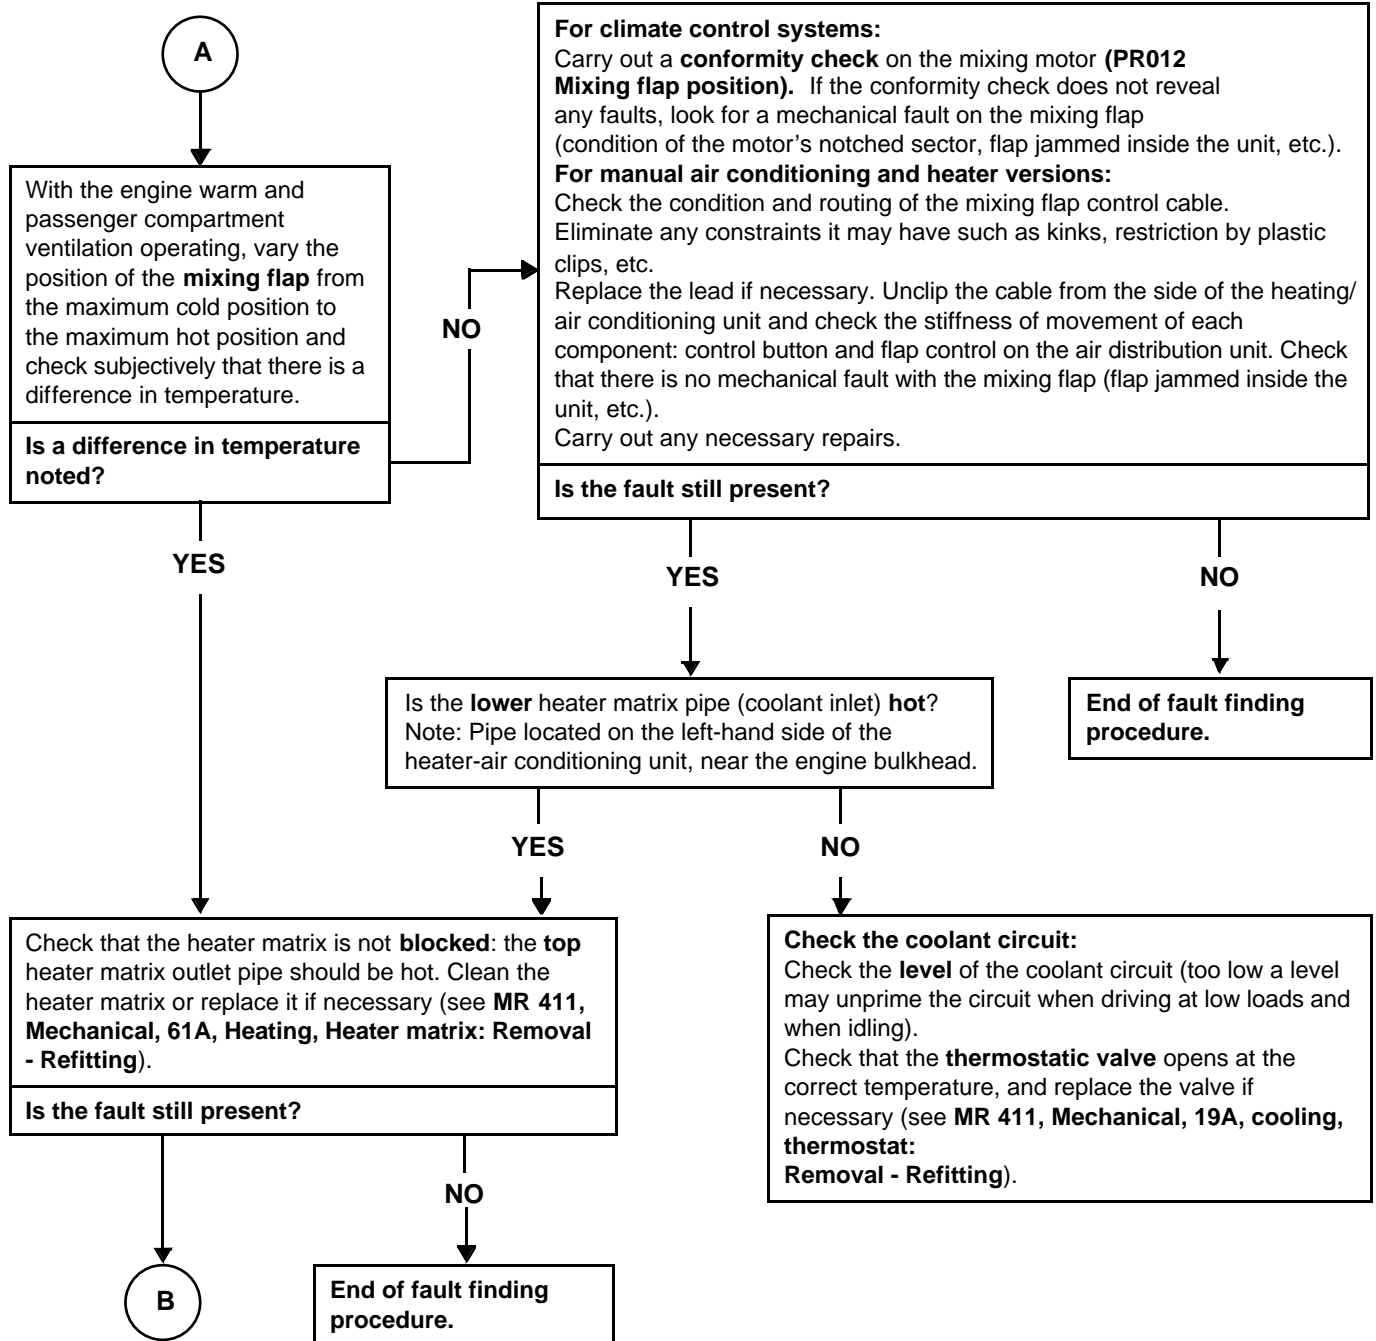 A
With the engine warm and
passenger compartment
ventilation operating, vary the
position of the mixing flap from
the maximum cold position to
the maximum hot position and
check subjectively that there is a
difference in temperature.
Is a difference in temperature
noted?
NO
For climate control systems:
Carry out a conformity check on the mixing motor (PR012
Mixing flap position). If the conformity check does not reveal
any faults, look for a mechanical fault on the mixing flap
(condition of the motor's notched sector, flap jammed inside the unit, etc.).
For manual air conditioning and heater versions:
Check the condition and routing of the mixing flap control cable.
Eliminate any constraints it may have such as kinks, restriction by plastic
clips, etc.
Replace the lead if necessary. Unclip the cable from the side of the heating/
air conditioning unit and check the stiffness of movement of each
component: control button and flap control on the air distribution unit. Check
that there is no mechanical fault with the mixing flap (flap jammed inside the
unit, etc.).
Carry out any necessary repairs.
Is the fault still present?
YES
YES
NO
Is the lower heater matrix pipe (coolant inlet) hot?
Note: Pipe located on the left-hand side of the
heater-air conditioning unit, near the engine bulkhead.
End of fault finding
procedure.
YES
NO
Check that the heater matrix is not blocked: the top
heater matrix outlet pipe should be hot. Clean the
heater matrix or replace it if necessary (see MR 411,
Mechanical, 61A, Heating, Heater matrix: Removal
- Refitting).
Is the fault still present?
Check the coolant circuit:
Check the level of the coolant circuit (too low a level
may unprime the circuit when driving at low loads and
when idling).
Check that the thermostatic valve opens at the
correct temperature, and replace the valve if
necessary (see MR 411, Mechanical, 19A, cooling,
thermostat:
Removal - Refitting).
NO
B
End of fault finding
procedure.